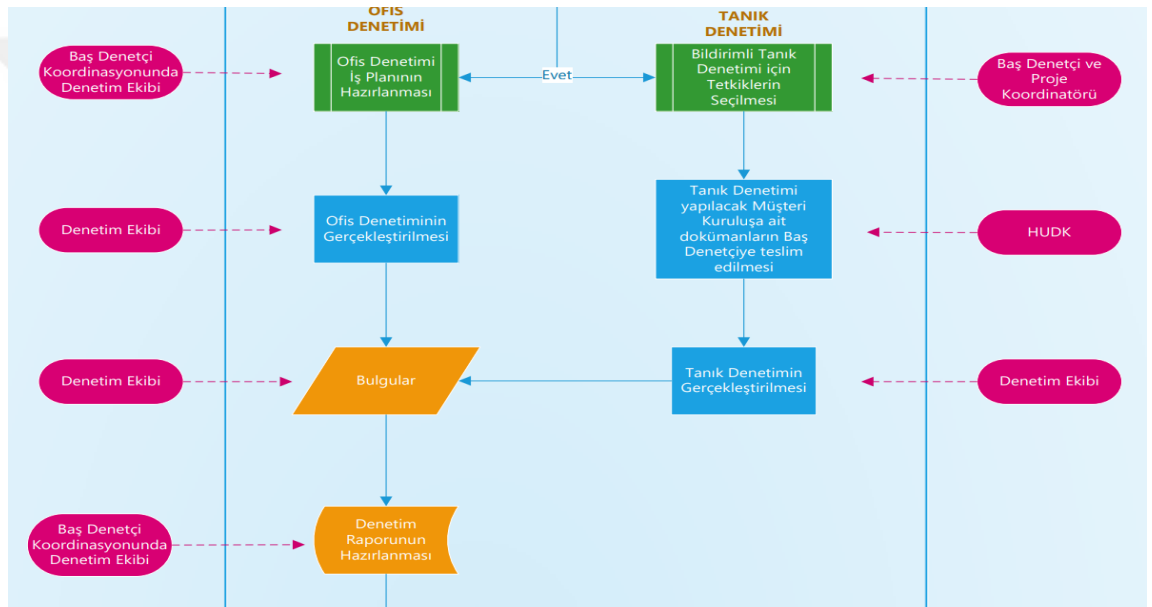 OFİS
DENETİMİ
TANIK
DENETİMİ
Baş Denetçi
Koordinasyonunda
Denetim Ekibi
Ofis Denetimi
İş Planının
Hazırlanması
Evet
Bildirimli Tanık
Denetimi için
Tetkiklerin
Seçilmesi
Baş Denetçi ve
Proje
Koordinatörü
Denetim Ekibi
Ofis Denetiminin
Gerçekleştirilmesi
Tanık Denetimi
yapılacak Müşteri
Kuruluşa ait
dokümanların Baş
Denetçiye teslim
edilmesi
HUDK
Denetim Ekibi
Bulgular
Tanık Denetimin
Gerçekleştirilmesi
Denetim Ekibi
Baş Denetçi
Koordinasyonunda
Denetim Ekibi
Denetim
Raporunun
Hazırlanması